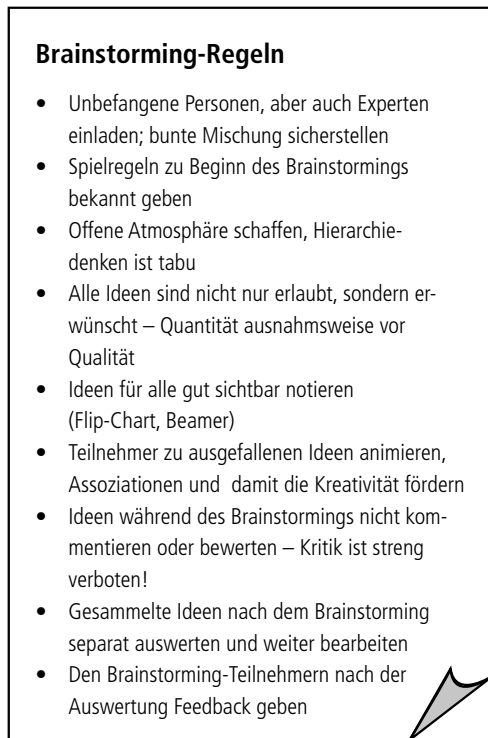 Brainstorming-Regeln
• Unbefangene Personen, aber auch Experten
einladen; bunte Mischung sicherstellen
• Spielregeln zu Beginn des Brainstormings
bekannt geben
• Offene Atmosphäre schaffen, Hierarchie-
denken ist tabu
• Alle Ideen sind nicht nur erlaubt, sondern er-
wünscht – Quantität ausnahmsweise vor
Qualität
• Ideen für alle gut sichtbar notieren
(Flip-Chart, Beamer)
• Teilnehmer zu ausgefallenen Ideen animieren,
Assoziationen und damit die Kreativität fördern
• Ideen während des Brainstormings nicht kom-
mentieren oder bewerten – Kritik ist streng
verboten!
• Gesammelte Ideen nach dem Brainstorming
separat auswerten und weiter bearbeiten
• Den Brainstorming-Teilnehmern nach der
Auswertung Feedback geben